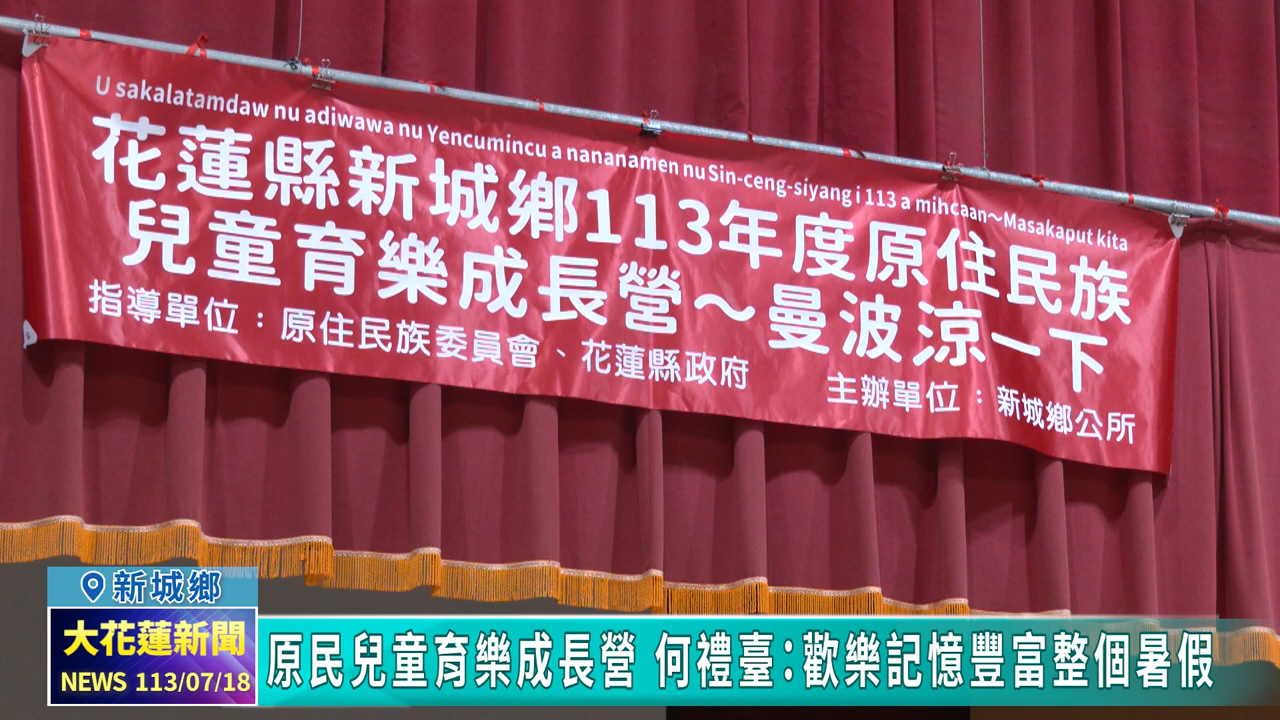 U sakalatamdaw nu adiwawa nu Yencumincu a nananamen nu Sin-ceng-siyang i 113 a mihcaan～Masakaput kita
花蓮縣新城鄉113年度原住民族
兒童育樂成長營～曼波涼一下
指導單位：原住民族委員會、花蓮縣政府
主辦單位：新城鄉公所
新城鄉
大花蓮新聞
NEWS 113/07/18
原民兒童育樂成長營 何禮臺：歡樂記憶豐富整個暑假